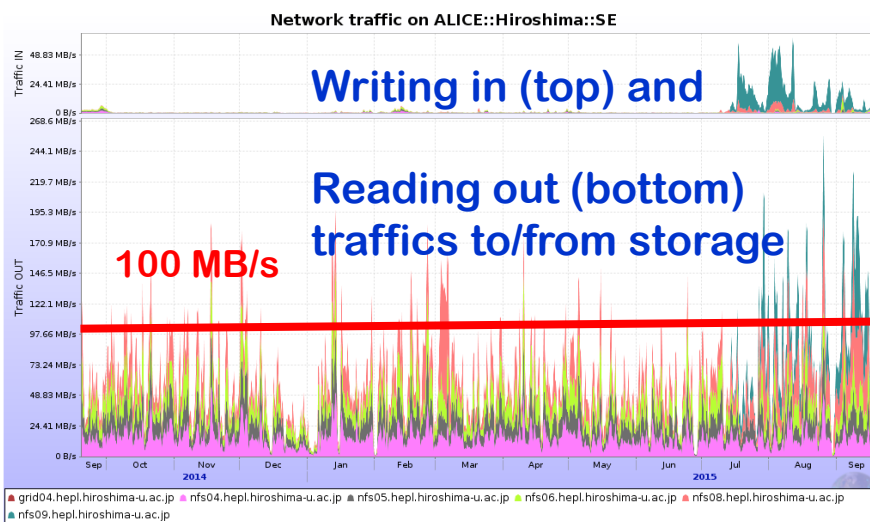 Network traffic on ALICE::Hiroshima::SE
Traffic IN
48.83 MB/s
24.41 MB/s
0 B/s
Writing in (top) and
Traffic OUT
268.6 MB/s
244.1 MB/s
219.7 MB/s
195.3 MB/s
170.9 MB/s
146.5 MB/s
122.1 MB/s
97.66 MB/s
73.24 MB/s
48.83 MB/s
24.41 MB/s
0 B/s
Reading out (bottom)
traffics to/from storage
100 MB/s
Sep Oct Nov Dec Jan Feb Mar Apr May Jun Jul Aug Sep
2014 2015
grid04.hepl.hiroshima-u.ac.jp nfs04.hepl.hiroshima-u.ac.jp nfs05.hepl.hiroshima-u.ac.jp nfs06.hepl.hiroshima-u.ac.jp nfs08.hepl.hiroshima-u.ac.jp
nfs09.hepl.hiroshima-u.ac.jp